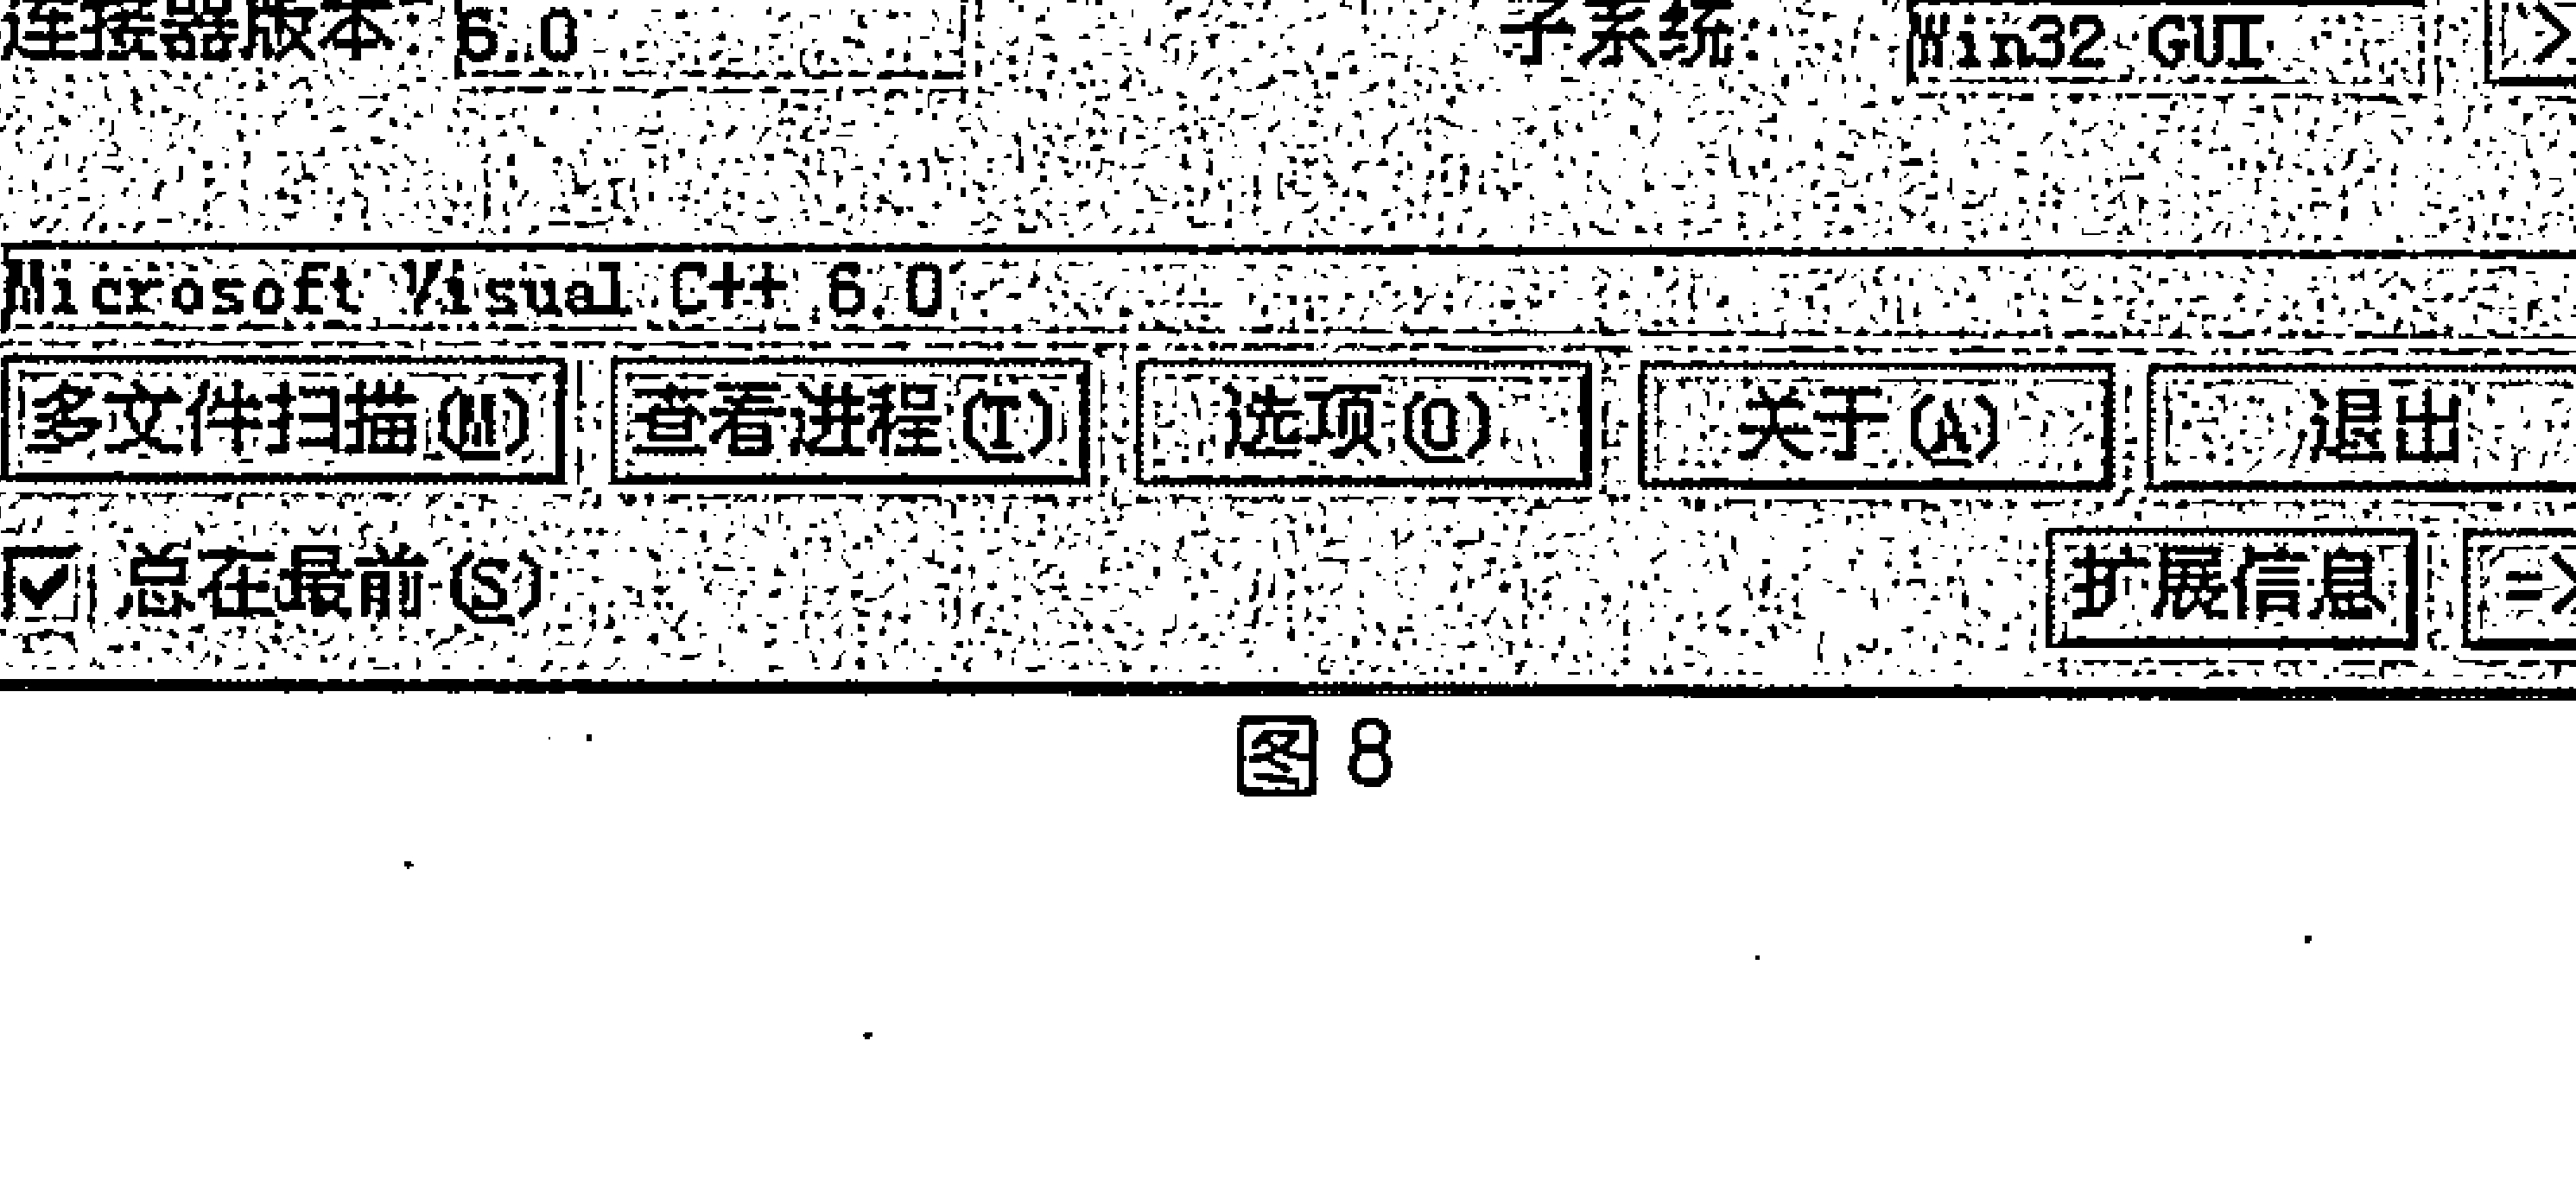 连接器版本: 6.0 子系统: Win32 GUI >
Microsoft Visual C++ 6.0
多文件扫描(M) 查看进程(T) 选项(O) 关于(A) 退出
总在最前(S) 扩展信息 =>
图 8